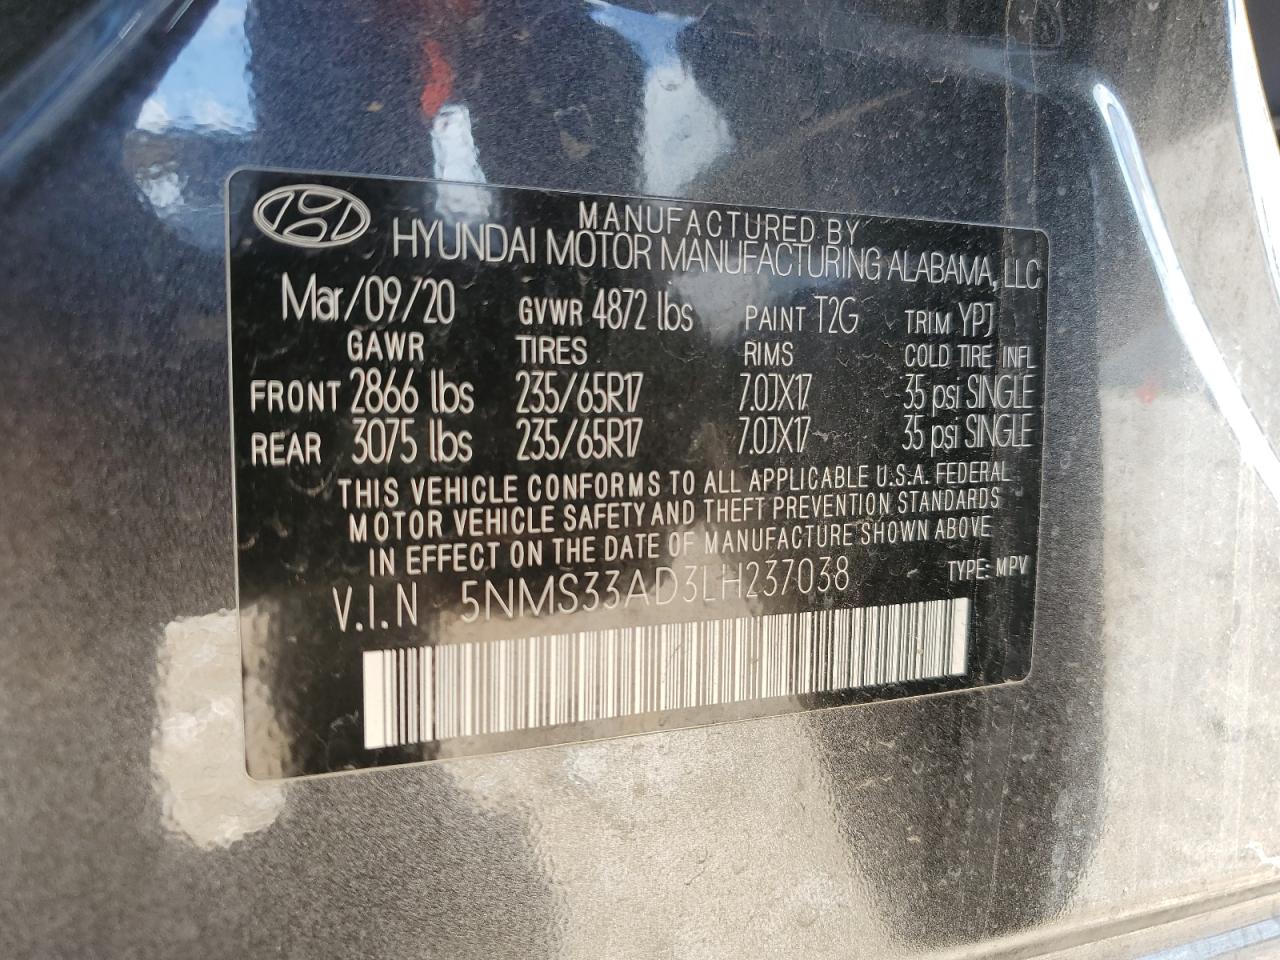 MANUFACTURED BY
HYUNDAI MOTOR MANUFACTURING ALABAMA, LLC
Mar/09/20 GVWR 4872 lbs PAINT T2G TRIM YPJ
GAWR TIRES RIMS COLD TIRE INFL
FRONT 2866 lbs 235/65R17 7.0JX17 35 psi SINGLE
REAR 3075 lbs 235/65R17 7.0JX17 35 psi SINGLE
THIS VEHICLE CONFORMS TO ALL APPLICABLE U.S.A. FEDERAL
MOTOR VEHICLE SAFETY AND THEFT PREVENTION STANDARDS
IN EFFECT ON THE DATE OF MANUFACTURE SHOWN ABOVE
V.I.N 5NMS33AD3LH237038 TYPE: MPV